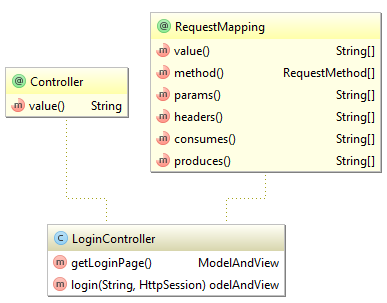 @ RequestMapping
m value() String[]
m method() RequestMethod[]
m params() String[]
m headers() String[]
m consumes() String[]
m produces() String[]
@ Controller
m value() String
C LoginController
m getLoginPage() ModelAndView
m login(String, HttpSession) odelAndView